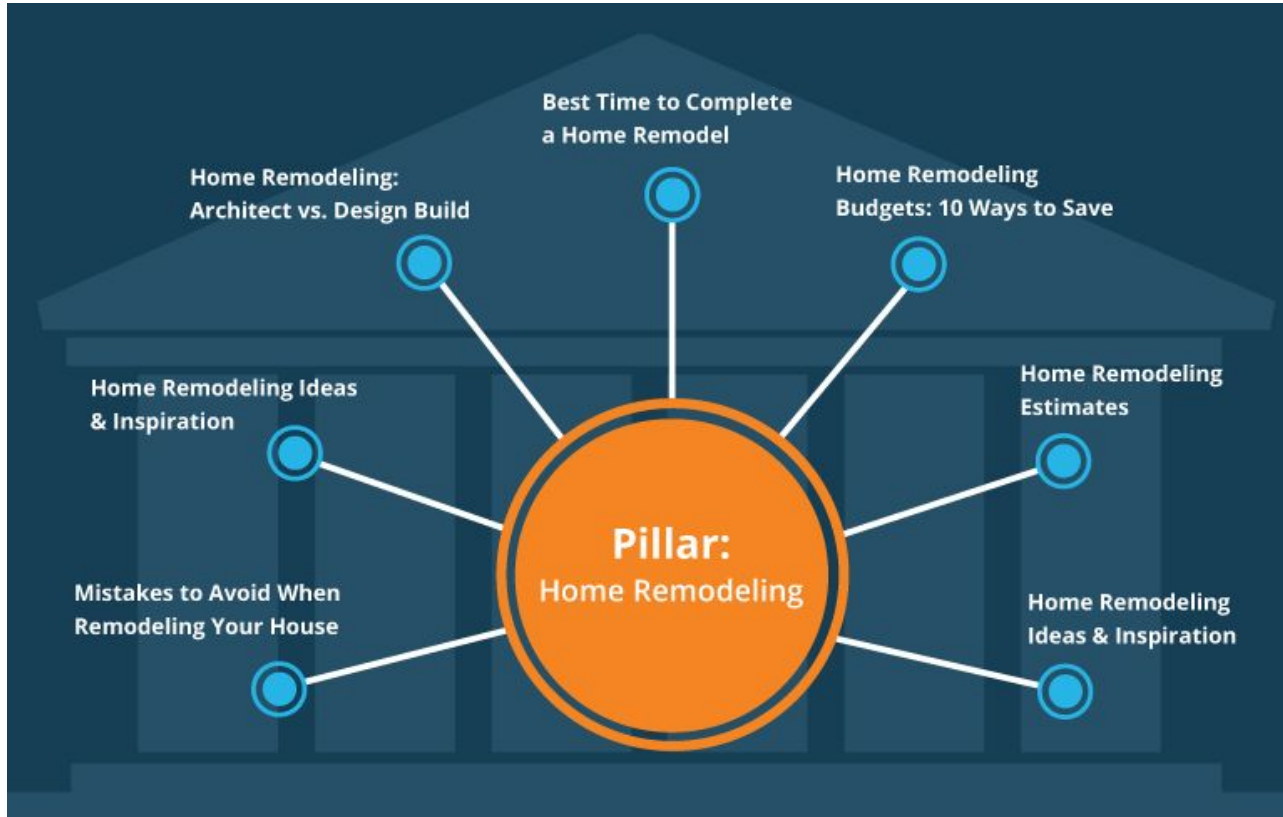 Best Time to Complete
a Home Remodel
Home Remodeling:
Architect vs. Design Build
Home Remodeling
Budgets: 10 Ways to Save
Home Remodeling Ideas
& Inspiration
Home Remodeling
Estimates
Pillar:
Home Remodeling
Mistakes to Avoid When
Remodeling Your House
Home Remodeling
Ideas & Inspiration